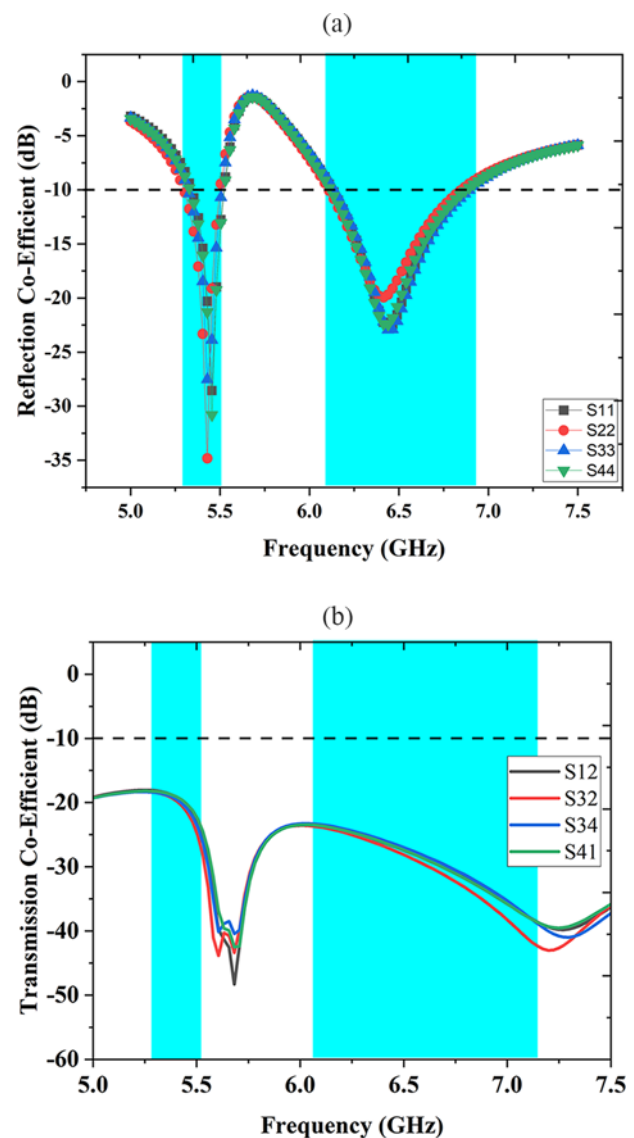 (a)
0
-5
-10
-15
-20
-25
-30
-35
Reflection Co-Efficient (dB)
S11
S22
S33
S44
5.0 5.5 6.0 6.5 7.0 7.5
Frequency (GHz)
(b)
0
-10
-20
-30
-40
-50
-60
Transmission Co-Efficient (dB)
S12
S32
S34
S41
5.0 5.5 6.0 6.5 7.0 7.5
Frequency (GHz)